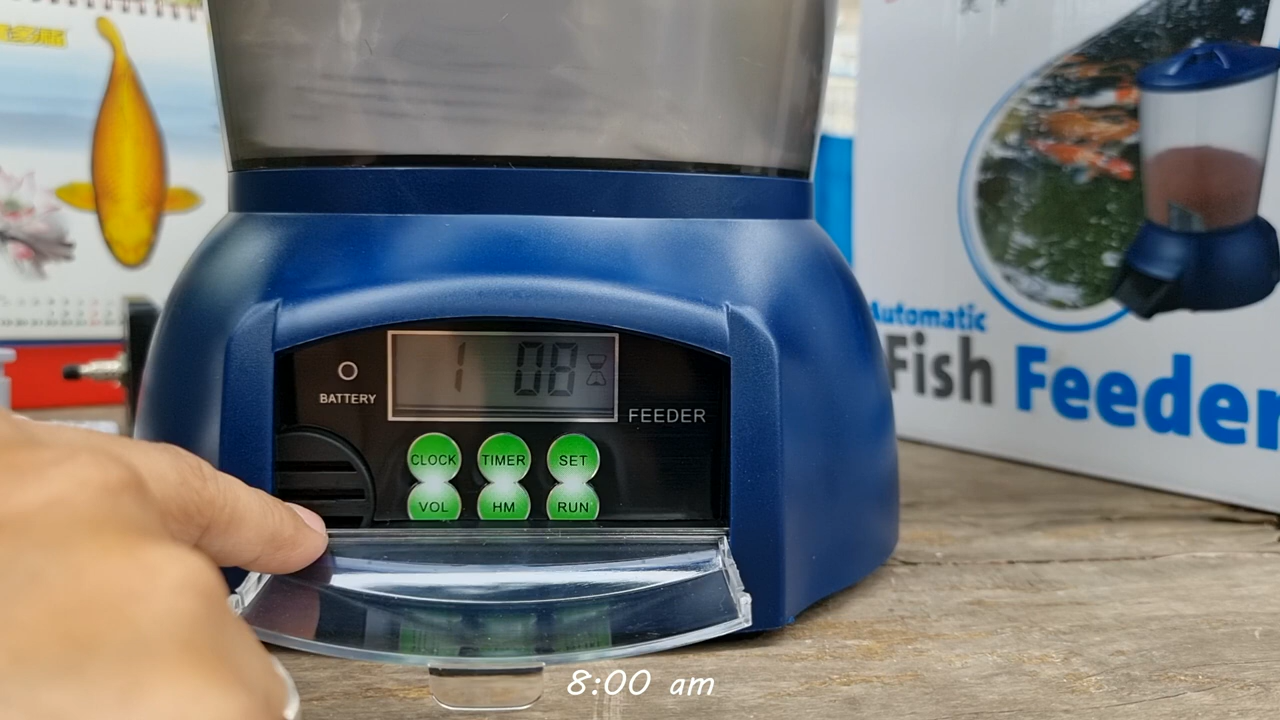 Automatic
Fish Feeder
1 08
BATTERY
FEEDER
CLOCK TIMER SET
VOL HM RUN
8:00 am